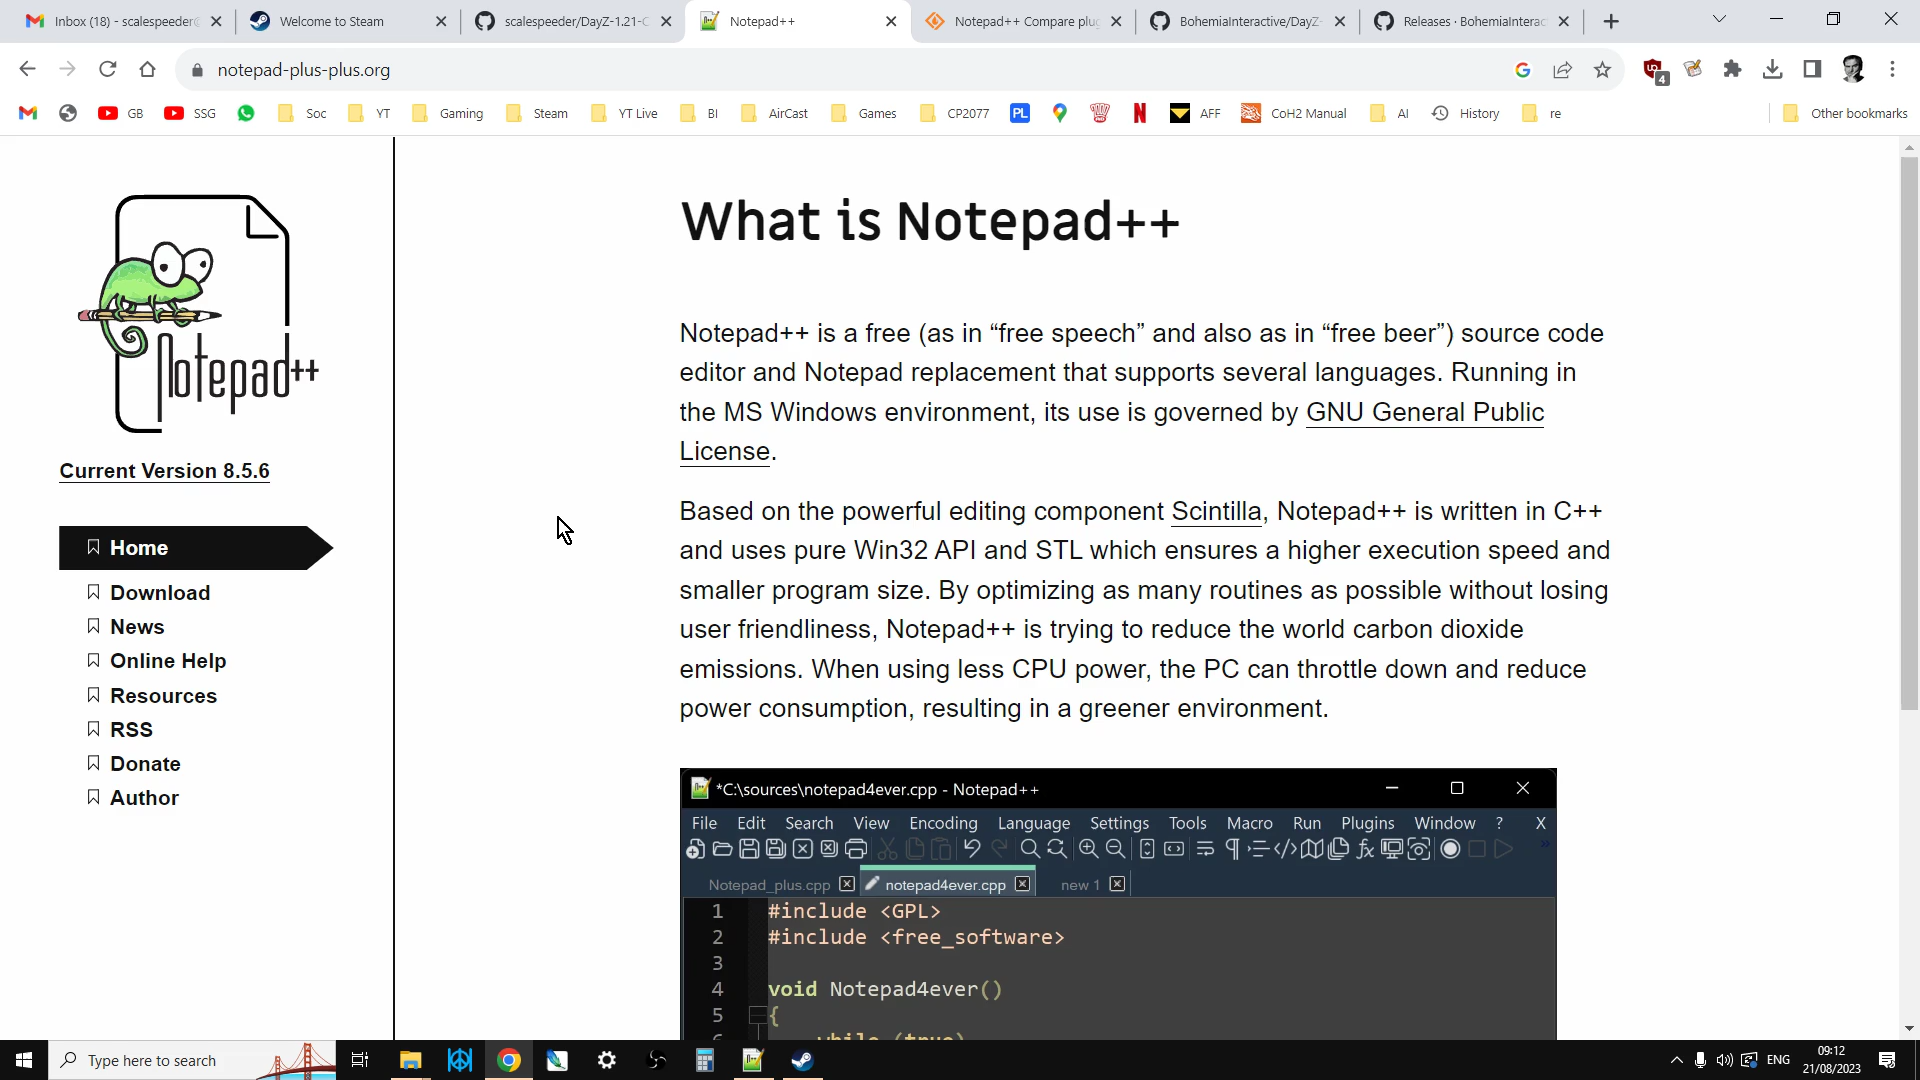 Inbox (18) - scalespeeder@
Welcome to Steam
scalespeeder/DayZ-1.21-C
Notepad++
Notepad++ Compare plug
BohemiaInteractive/DayZ-
Releases · BohemiaInterac
notepad-plus-plus.org
4
GB
SSG
Soc
YT
Gaming
Steam
YT Live
BI
AirCast
Games
CP2077
PL
AFF
CoH2 Manual
AI
History
re
Other bookmarks
Notepad++
Current Version 8.5.6
Home
Download
News
Online Help
Resources
RSS
Donate
Author
What is Notepad++
Notepad++ is a free (as in “free speech” and also as in “free beer”) source code
editor and Notepad replacement that supports several languages. Running in
the MS Windows environment, its use is governed by GNU General Public
License.
Based on the powerful editing component Scintilla, Notepad++ is written in C++
and uses pure Win32 API and STL which ensures a higher execution speed and
smaller program size. By optimizing as many routines as possible without losing
user friendliness, Notepad++ is trying to reduce the world carbon dioxide
emissions. When using less CPU power, the PC can throttle down and reduce
power consumption, resulting in a greener environment.
*C:\sources\notepad4ever.cpp - Notepad++
File Edit Search View Encoding Language Settings Tools Macro Run Plugins Window ? X
Notepad_plus.cpp notepad4ever.cpp new 1
1 #include <GPL>
2 #include <free_software>
3
4 void Notepad4ever()
5 {
6 while (true)
Type here to search
ENG
09:12
21/08/2023